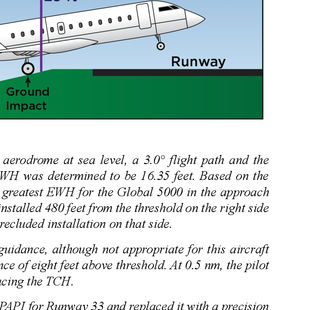 Runway
Ground
Impact
aerodrome at sea level, a 3.0° flight path and the
WH was determined to be 16.35 feet. Based on the
greatest EWH for the Global 5000 in the approach
installed 480 feet from the threshold on the right side
recluded installation on that side.
guidance, although not appropriate for this aircraft
nce of eight feet above threshold. At 0.5 nm, the pilot
ucing the TCH.
PAPI for Runway 33 and replaced it with a precision